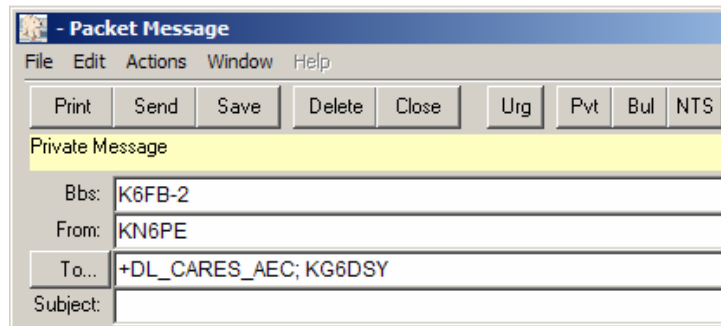 - Packet Message
File Edit Actions Window Help
Print Send Save Delete Close Urg Pvt Bul NTS
Private Message
Bbs: K6FB-2
From: KN6PE
To... +DL_CARES_AEC; KG6DSY
Subject: